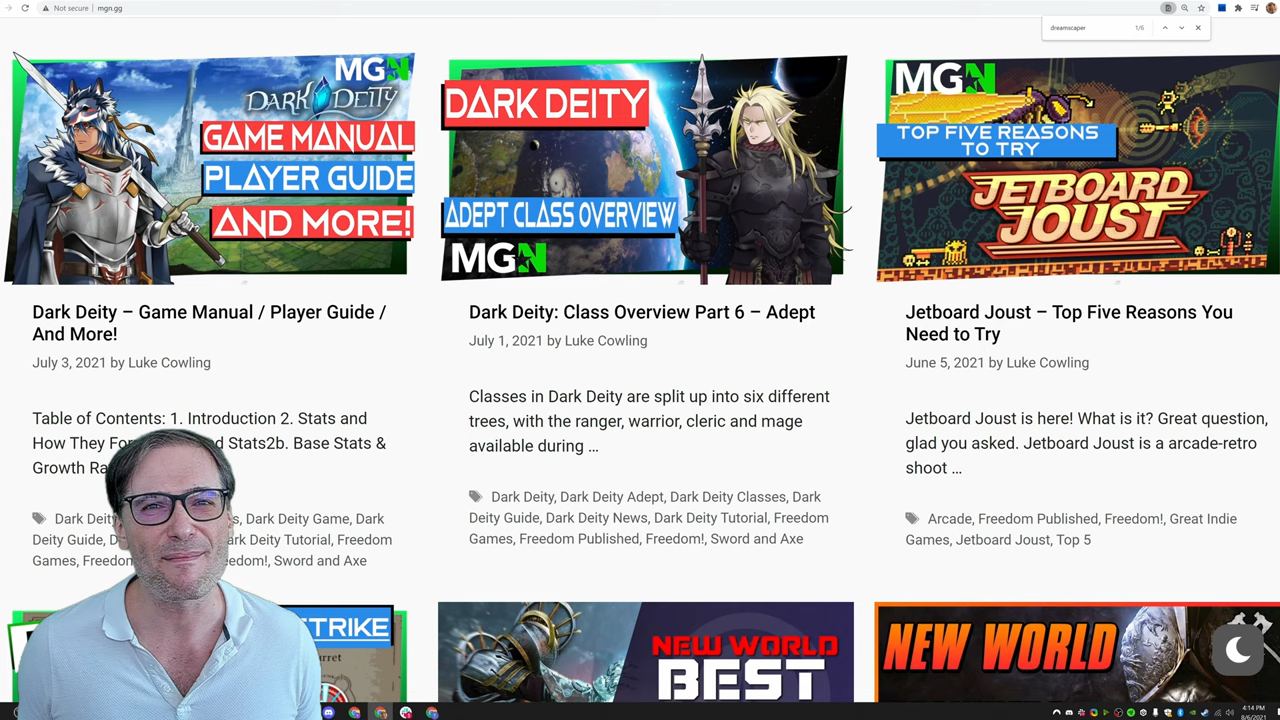 Not secure | mgn.gg
dreamscaper 1/6
MGN
DARK DEITY
GAME MANUAL
PLAYER GUIDE
AND MORE!
DARK DEITY
ADEPT CLASS OVERVIEW
MGN
MGN
TOP FIVE REASONS
TO TRY
JETBOARD
JOUST
Dark Deity – Game Manual / Player Guide /
And More!
July 3, 2021 by Luke Cowling
Table of Contents: 1. Introduction 2. Stats and
How They For d Stats2b. Base Stats &
Growth Ra
Dark Deit s, Dark Deity Game, Dark
Deity Guide, D ark Deity Tutorial, Freedom
Games, Freedom eedom!, Sword and Axe
Dark Deity: Class Overview Part 6 – Adept
July 1, 2021 by Luke Cowling
Classes in Dark Deity are split up into six different
trees, with the ranger, warrior, cleric and mage
available during …
Dark Deity, Dark Deity Adept, Dark Deity Classes, Dark
Deity Guide, Dark Deity News, Dark Deity Tutorial, Freedom
Games, Freedom Published, Freedom!, Sword and Axe
Jetboard Joust – Top Five Reasons You
Need to Try
June 5, 2021 by Luke Cowling
Jetboard Joust is here! What is it? Great question,
glad you asked. Jetboard Joust is a arcade-retro
shoot …
Arcade, Freedom Published, Freedom!, Great Indie
Games, Jetboard Joust, Top 5
STRIKE
NEW WORLD
BEST
NEW WORLD
4:14 PM
8/6/2021